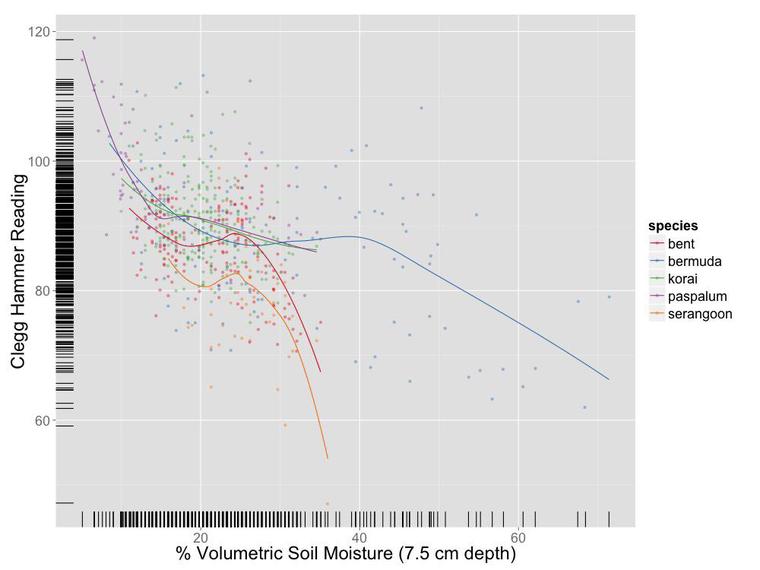 120
100
80
60
Clegg Hammer Reading
20
40
60
% Volumetric Soil Moisture (7.5 cm depth)
species
bent
bermuda
korai
paspalum
serangoon